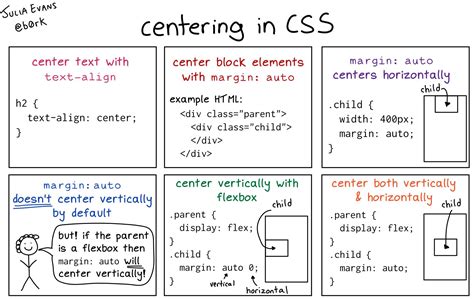 JULIA EVANS
@b0rk
centering in CSS
center text with
text-align
h2 {
text-align: center;
}
center block elements
with margin: auto
example HTML:
<div class="parent">
<div class="child">
</div>
</div>
margin: auto
centers horizontally
child
.child {
width: 400px;
margin: auto;
}
margin: auto
doesn't center vertically
by default
but! if the parent
is a flexbox then
margin: auto will
center vertically!
center vertically with
flexbox
child
.parent {
display: flex;
}
.child {
margin: auto 0;
}
vertical
horizontal
center both vertically
& horizontally
child
.parent {
display: flex;
}
.child {
margin: auto;
}